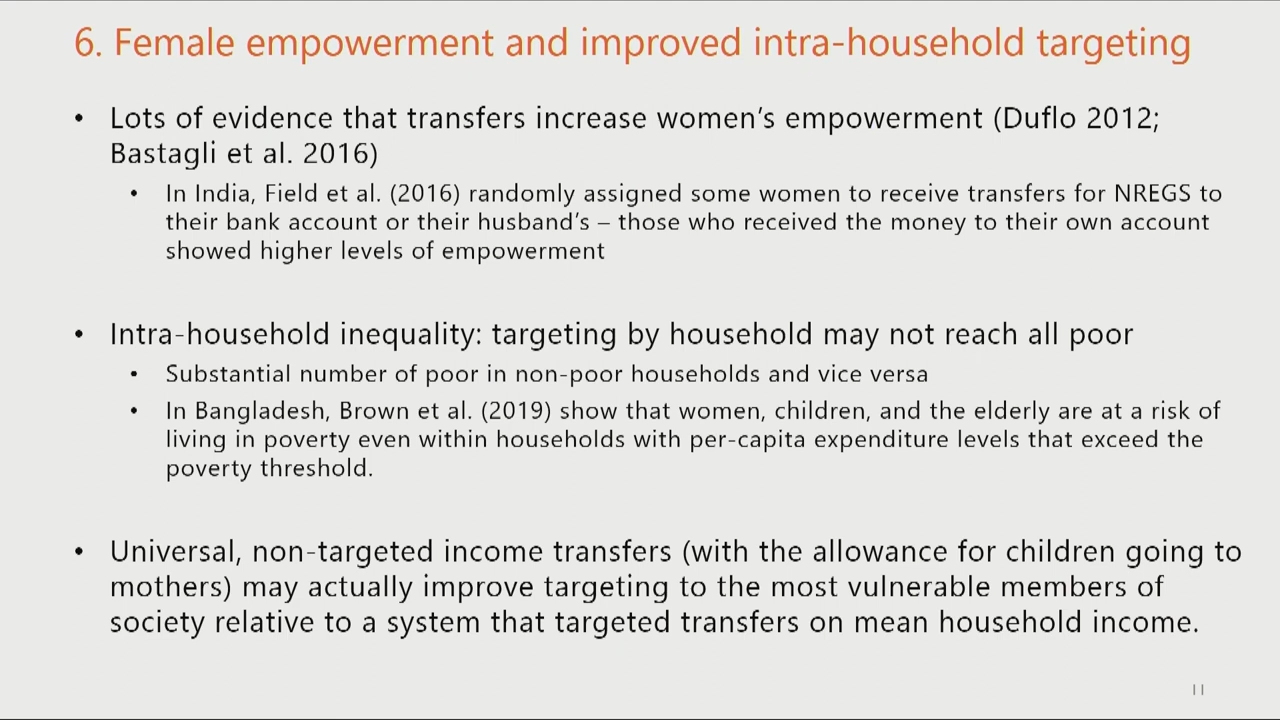 6. Female empowerment and improved intra-household targeting
• Lots of evidence that transfers increase women's empowerment (Duflo 2012;
Bastagli et al. 2016)
• In India, Field et al. (2016) randomly assigned some women to receive transfers for NREGS to
their bank account or their husband's – those who received the money to their own account
showed higher levels of empowerment
• Intra-household inequality: targeting by household may not reach all poor
• Substantial number of poor in non-poor households and vice versa
• In Bangladesh, Brown et al. (2019) show that women, children, and the elderly are at a risk of
living in poverty even within households with per-capita expenditure levels that exceed the
poverty threshold.
• Universal, non-targeted income transfers (with the allowance for children going to
mothers) may actually improve targeting to the most vulnerable members of
society relative to a system that targeted transfers on mean household income.
11